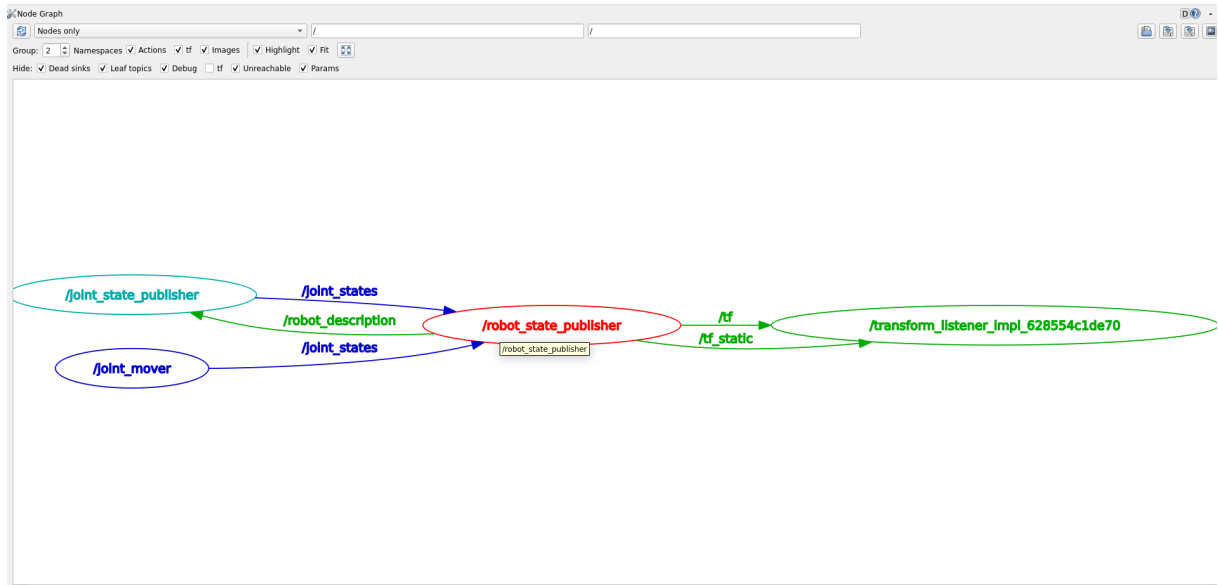 Node Graph
D
-
Nodes only
/
/
Group: 2 Namespaces Actions tf Images Highlight Fit
Hide: Dead sinks Leaf topics Debug tf Unreachable Params
/joint_state_publisher
/joint_states
/robot_description
/joint_states
/joint_mover
/robot_state_publisher
/robot_state_publisher
/tf
/tf_static
/transform_listener_impl_628554c1de70